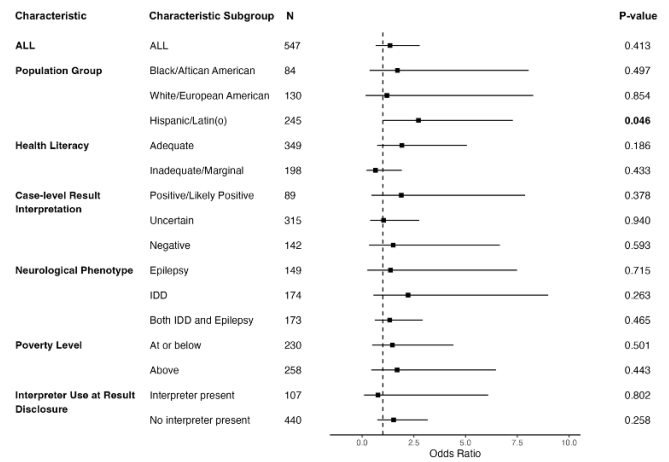 Characteristic Characteristic Subgroup N P-value
ALL ALL 547 0.413
Population Group Black/Aftican American 84 0.497
White/European American 130 0.854
Hispanic/Latin(o) 245 0.046
Health Literacy Adequate 349 0.186
Inadequate/Marginal 198 0.433
Case-level Result Positive/Likely Positive 89 0.378
Interpretation
Uncertain 315 0.940
Negative 142 0.593
Neurological Phenotype Epilepsy 149 0.715
IDD 174 0.263
Both IDD and Epilepsy 173 0.465
Poverty Level At or below 230 0.501
Above 258 0.443
Interpreter Use at Result Interpreter present 107 0.802
Disclosure
No interpreter present 440 0.258
0.0 2.5 5.0 7.5 10.0
Odds Ratio